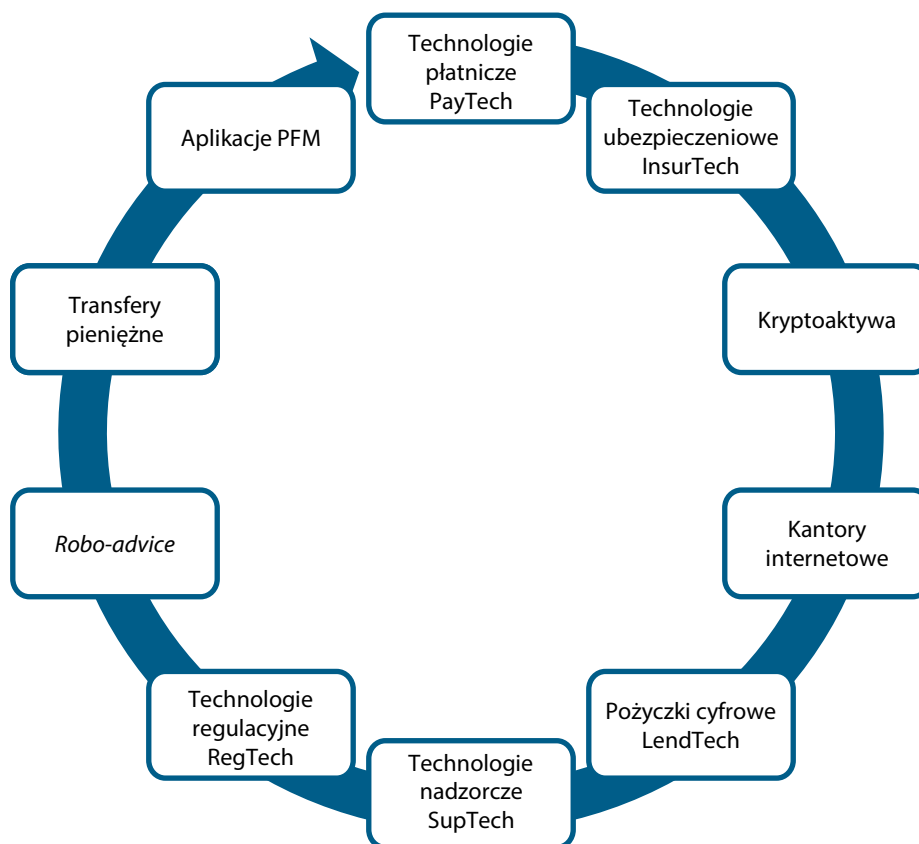 Technologie
płatnicze
PayTech
Technologie
ubezpieczeniowe
InsurTech
Kryptoaktywa
Kantory
internetowe
Pożyczki cyfrowe
LendTech
Technologie
nadzorcze
SupTech
Technologie
regulacyjne
RegTech
Robo-advice
Transfery
pieniężne
Aplikacje PFM